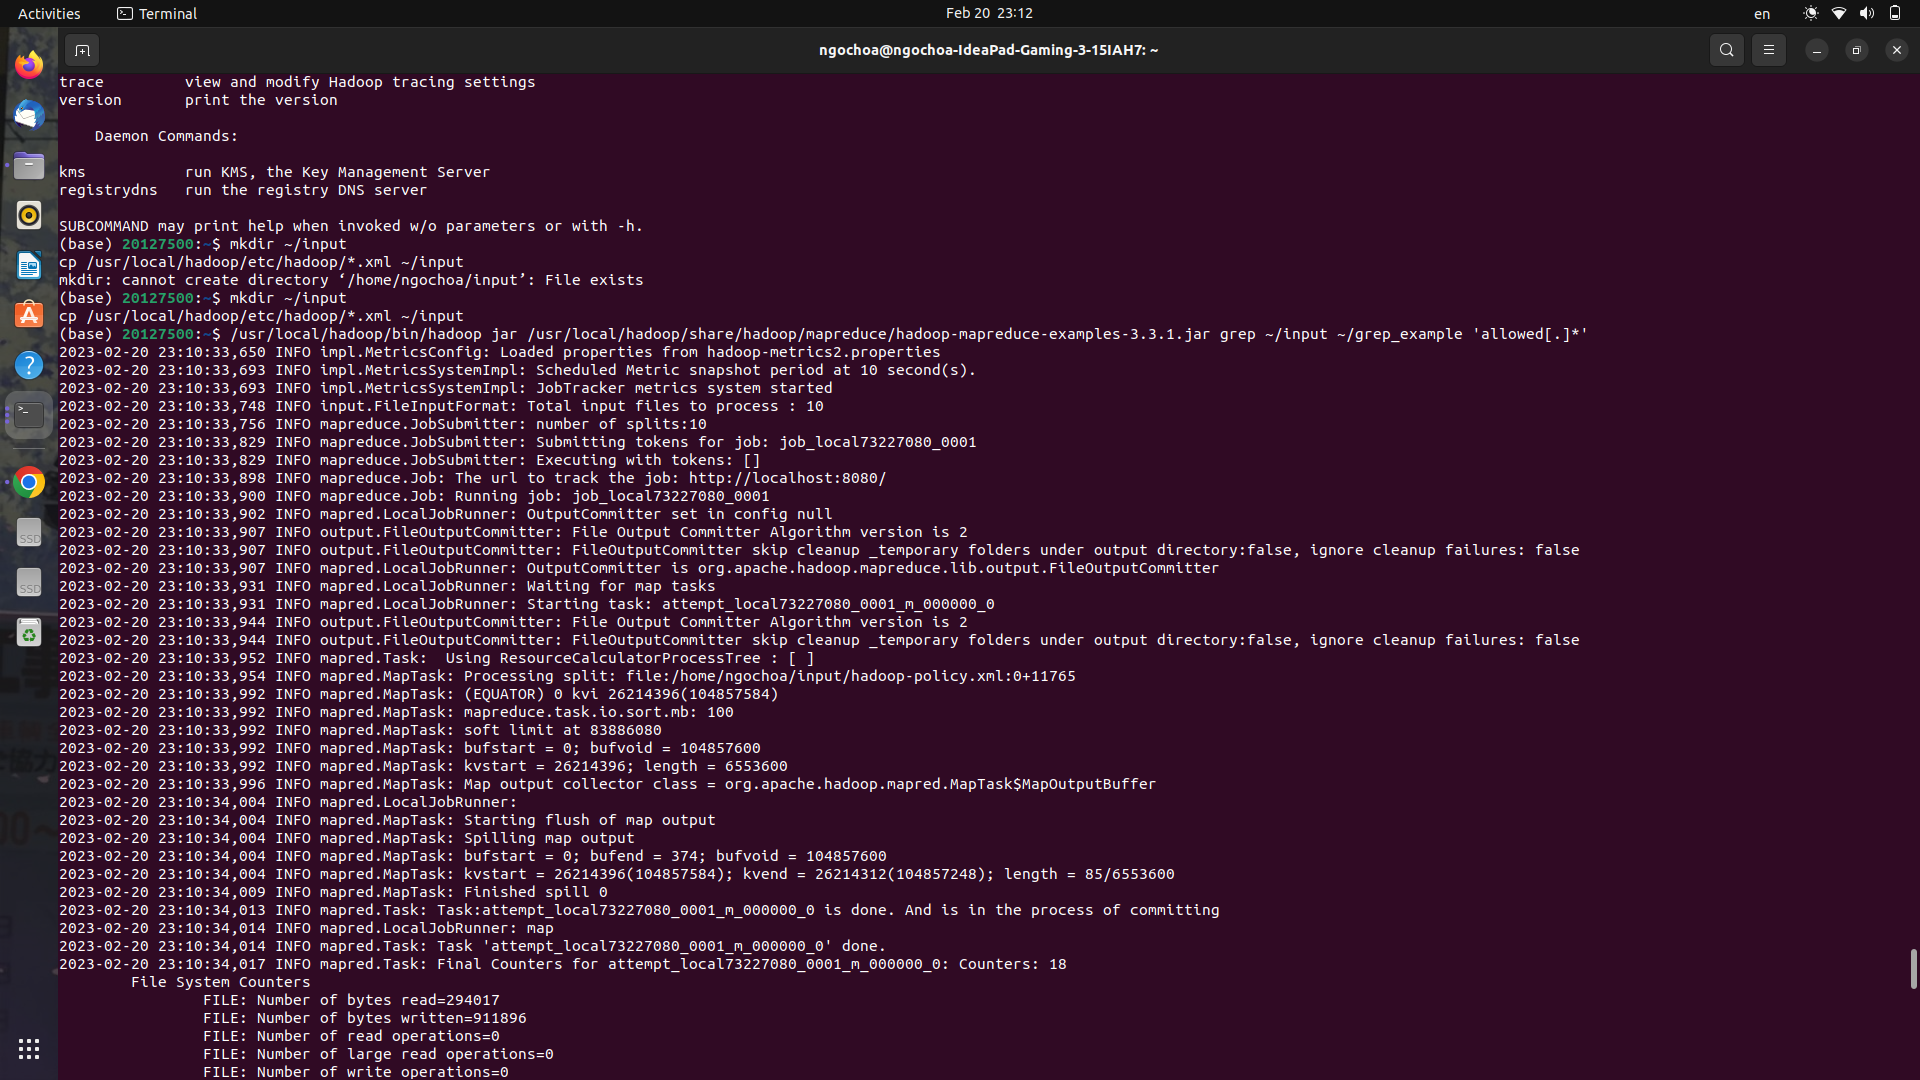 Activities
Terminal
Feb 20 23:12
en
ngochoa@ngochoa-IdeaPad-Gaming-3-15IAH7: ~
trace         view and modify Hadoop tracing settings
version       print the version
    Daemon Commands:
kms           run KMS, the Key Management Server
registrydns   run the registry DNS server
SUBCOMMAND may print help when invoked w/o parameters or with -h.
(base) 20127500:~$ mkdir ~/input
cp /usr/local/hadoop/etc/hadoop/*.xml ~/input
mkdir: cannot create directory ‘/home/ngochoa/input’: File exists
(base) 20127500:~$ mkdir ~/input
cp /usr/local/hadoop/etc/hadoop/*.xml ~/input
(base) 20127500:~$ /usr/local/hadoop/bin/hadoop jar /usr/local/hadoop/share/hadoop/mapreduce/hadoop-mapreduce-examples-3.3.1.jar grep ~/input ~/grep_example 'allowed[.]*'
2023-02-20 23:10:33,650 INFO impl.MetricsConfig: Loaded properties from hadoop-metrics2.properties
2023-02-20 23:10:33,693 INFO impl.MetricsSystemImpl: Scheduled Metric snapshot period at 10 second(s).
2023-02-20 23:10:33,693 INFO impl.MetricsSystemImpl: JobTracker metrics system started
2023-02-20 23:10:33,748 INFO input.FileInputFormat: Total input files to process : 10
2023-02-20 23:10:33,756 INFO mapreduce.JobSubmitter: number of splits:10
2023-02-20 23:10:33,829 INFO mapreduce.JobSubmitter: Submitting tokens for job: job_local73227080_0001
2023-02-20 23:10:33,829 INFO mapreduce.JobSubmitter: Executing with tokens: []
2023-02-20 23:10:33,898 INFO mapreduce.Job: The url to track the job: http://localhost:8080/
2023-02-20 23:10:33,900 INFO mapreduce.Job: Running job: job_local73227080_0001
2023-02-20 23:10:33,902 INFO mapred.LocalJobRunner: OutputCommitter set in config null
2023-02-20 23:10:33,907 INFO output.FileOutputCommitter: File Output Committer Algorithm version is 2
2023-02-20 23:10:33,907 INFO output.FileOutputCommitter: FileOutputCommitter skip cleanup _temporary folders under output directory:false, ignore cleanup failures: false
2023-02-20 23:10:33,907 INFO mapred.LocalJobRunner: OutputCommitter is org.apache.hadoop.mapreduce.lib.output.FileOutputCommitter
2023-02-20 23:10:33,931 INFO mapred.LocalJobRunner: Waiting for map tasks
2023-02-20 23:10:33,931 INFO mapred.LocalJobRunner: Starting task: attempt_local73227080_0001_m_000000_0
2023-02-20 23:10:33,944 INFO output.FileOutputCommitter: File Output Committer Algorithm version is 2
2023-02-20 23:10:33,944 INFO output.FileOutputCommitter: FileOutputCommitter skip cleanup _temporary folders under output directory:false, ignore cleanup failures: false
2023-02-20 23:10:33,952 INFO mapred.Task:  Using ResourceCalculatorProcessTree : [ ]
2023-02-20 23:10:33,954 INFO mapred.MapTask: Processing split: file:/home/ngochoa/input/hadoop-policy.xml:0+11765
2023-02-20 23:10:33,992 INFO mapred.MapTask: (EQUATOR) 0 kvi 26214396(104857584)
2023-02-20 23:10:33,992 INFO mapred.MapTask: mapreduce.task.io.sort.mb: 100
2023-02-20 23:10:33,992 INFO mapred.MapTask: soft limit at 83886080
2023-02-20 23:10:33,992 INFO mapred.MapTask: bufstart = 0; bufvoid = 104857600
2023-02-20 23:10:33,992 INFO mapred.MapTask: kvstart = 26214396; length = 6553600
2023-02-20 23:10:33,996 INFO mapred.MapTask: Map output collector class = org.apache.hadoop.mapred.MapTask$MapOutputBuffer
2023-02-20 23:10:34,004 INFO mapred.LocalJobRunner:
2023-02-20 23:10:34,004 INFO mapred.MapTask: Starting flush of map output
2023-02-20 23:10:34,004 INFO mapred.MapTask: Spilling map output
2023-02-20 23:10:34,004 INFO mapred.MapTask: bufstart = 0; bufend = 374; bufvoid = 104857600
2023-02-20 23:10:34,004 INFO mapred.MapTask: kvstart = 26214396(104857584); kvend = 26214312(104857248); length = 85/6553600
2023-02-20 23:10:34,009 INFO mapred.MapTask: Finished spill 0
2023-02-20 23:10:34,013 INFO mapred.Task: Task:attempt_local73227080_0001_m_000000_0 is done. And is in the process of committing
2023-02-20 23:10:34,014 INFO mapred.LocalJobRunner: map
2023-02-20 23:10:34,014 INFO mapred.Task: Task 'attempt_local73227080_0001_m_000000_0' done.
2023-02-20 23:10:34,017 INFO mapred.Task: Final Counters for attempt_local73227080_0001_m_000000_0: Counters: 18
        File System Counters
                FILE: Number of bytes read=294017
                FILE: Number of bytes written=911896
                FILE: Number of read operations=0
                FILE: Number of large read operations=0
                FILE: Number of write operations=0
SSD
SSD